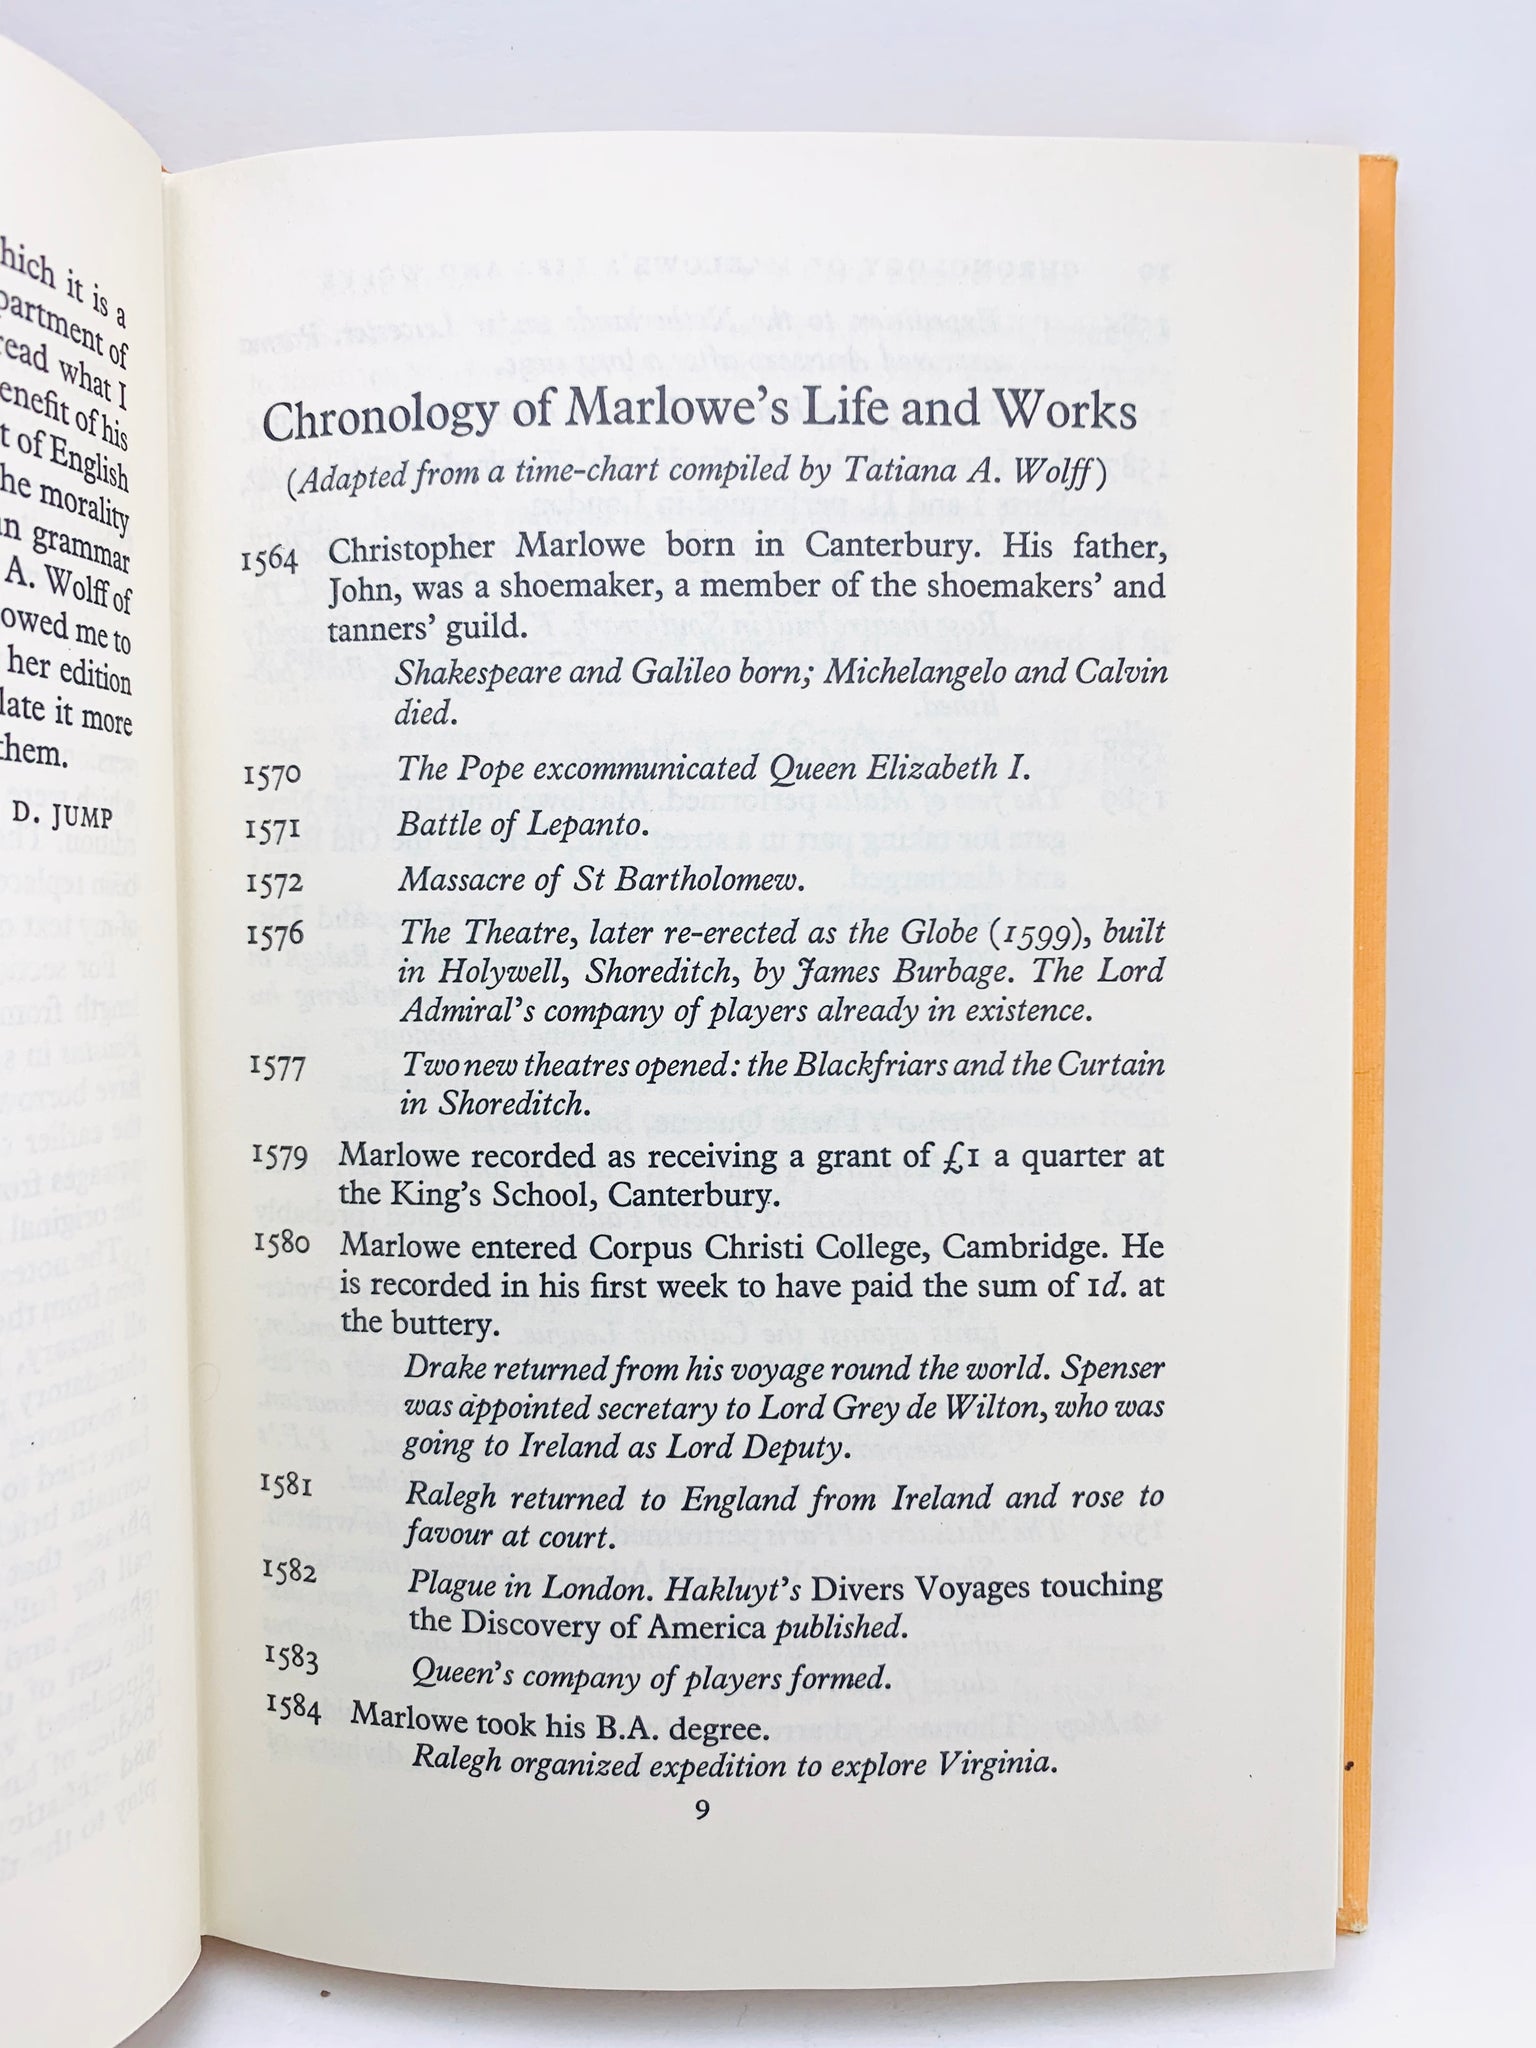 hich it is a
partment of
read what I
enefit of his
t of English
he morality
in grammar
A. Wolff of
owed me to
her edition
late it more
them.
D. JUMP
Chronology of Marlowe's Life and Works
(Adapted from a time-chart compiled by Tatiana A. Wolff)
1564 Christopher Marlowe born in Canterbury. His father,
John, was a shoemaker, a member of the shoemakers' and
tanners' guild.
Shakespeare and Galileo born; Michelangelo and Calvin
died.
1570 The Pope excommunicated Queen Elizabeth I.
1571 Battle of Lepanto.
1572 Massacre of St Bartholomew.
1576 The Theatre, later re-erected as the Globe (1599), built
in Holywell, Shoreditch, by James Burbage. The Lord
Admiral's company of players already in existence.
1577 Two new theatres opened: the Blackfriars and the Curtain
in Shoreditch.
1579 Marlowe recorded as receiving a grant of £1 a quarter at
the King's School, Canterbury.
1580 Marlowe entered Corpus Christi College, Cambridge. He
is recorded in his first week to have paid the sum of 1d. at
the buttery.
Drake returned from his voyage round the world. Spenser
was appointed secretary to Lord Grey de Wilton, who was
going to Ireland as Lord Deputy.
1581 Ralegh returned to England from Ireland and rose to
favour at court.
1582 Plague in London. Hakluyt's Divers Voyages touching
the Discovery of America published.
1583 Queen's company of players formed.
1584 Marlowe took his B.A. degree.
Ralegh organized expedition to explore Virginia.
9